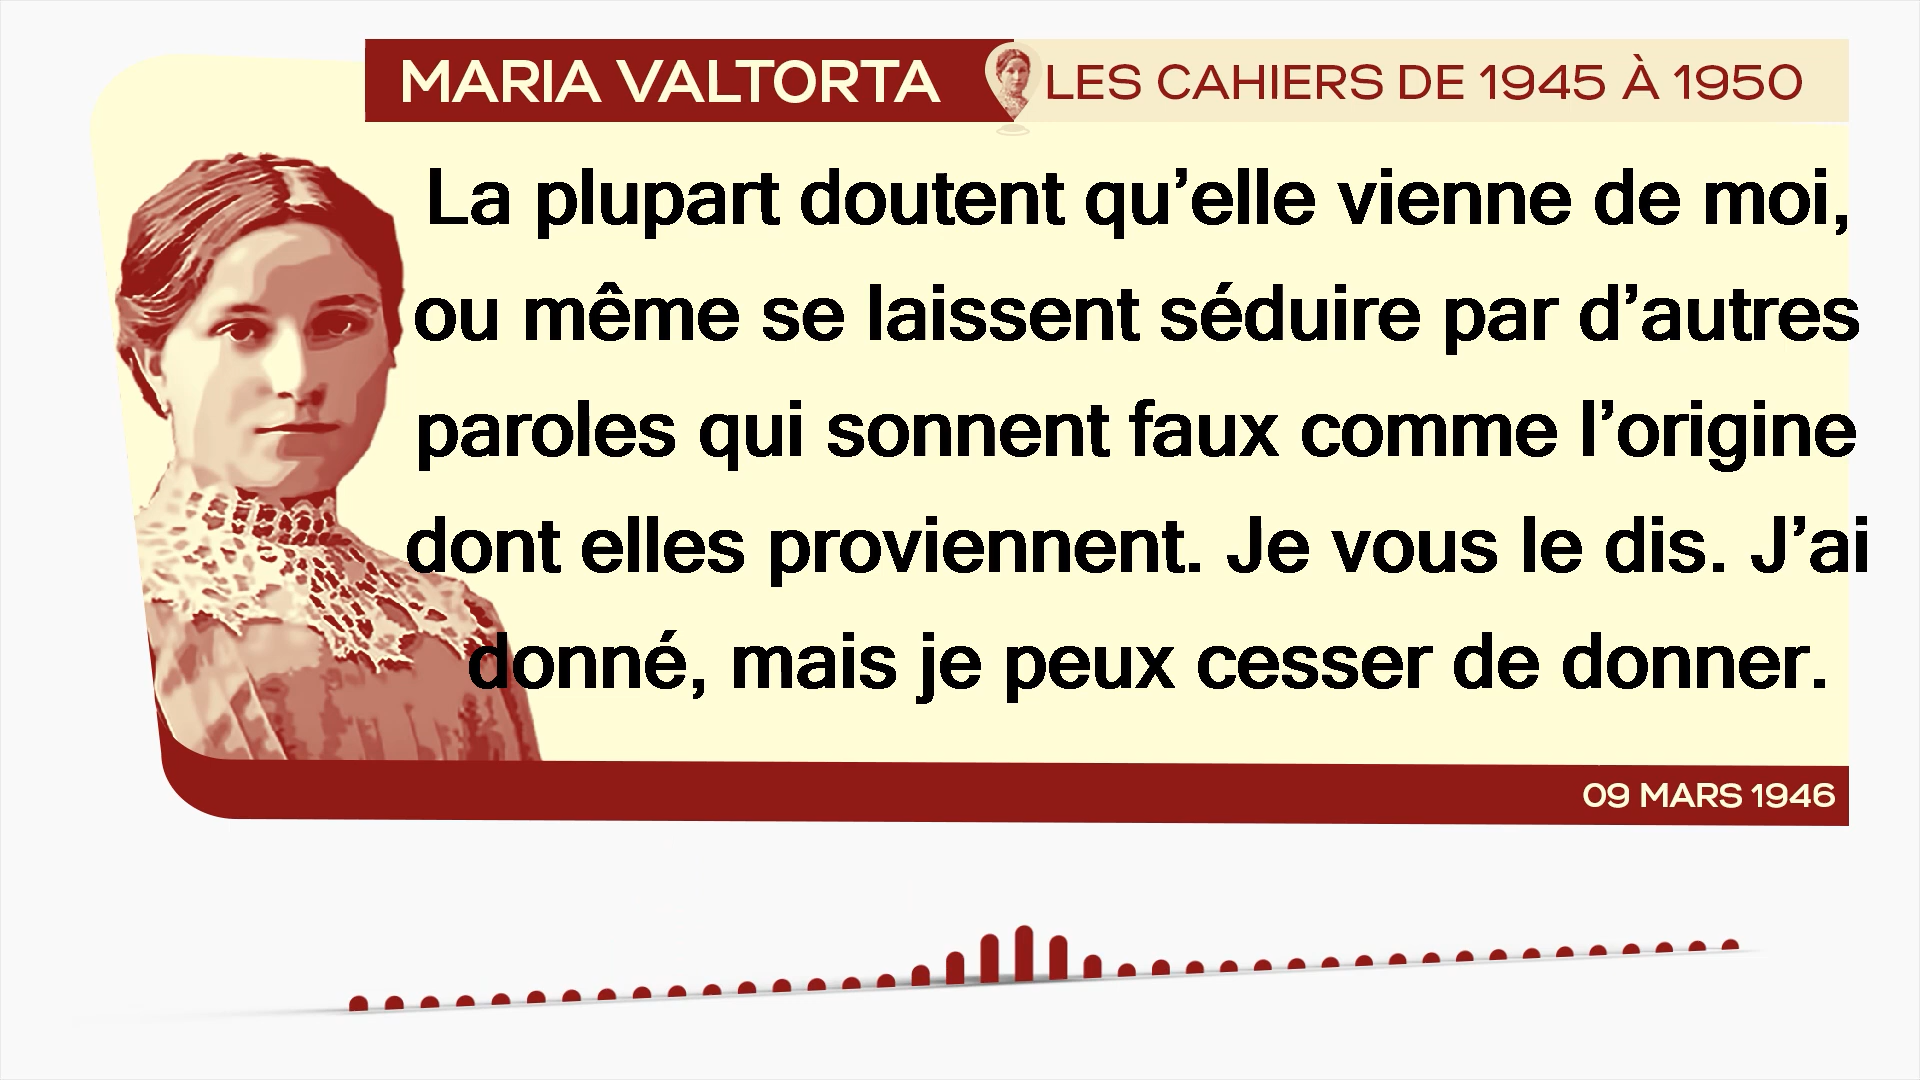 MARIA VALTORTA
LES CAHIERS DE 1945 À 1950
La plupart doutent qu’elle vienne de moi,
ou même se laissent séduire par d’autres
paroles qui sonnent faux comme l’origine
dont elles proviennent. Je vous le dis. J’ai
donné, mais je peux cesser de donner.
09 MARS 1946